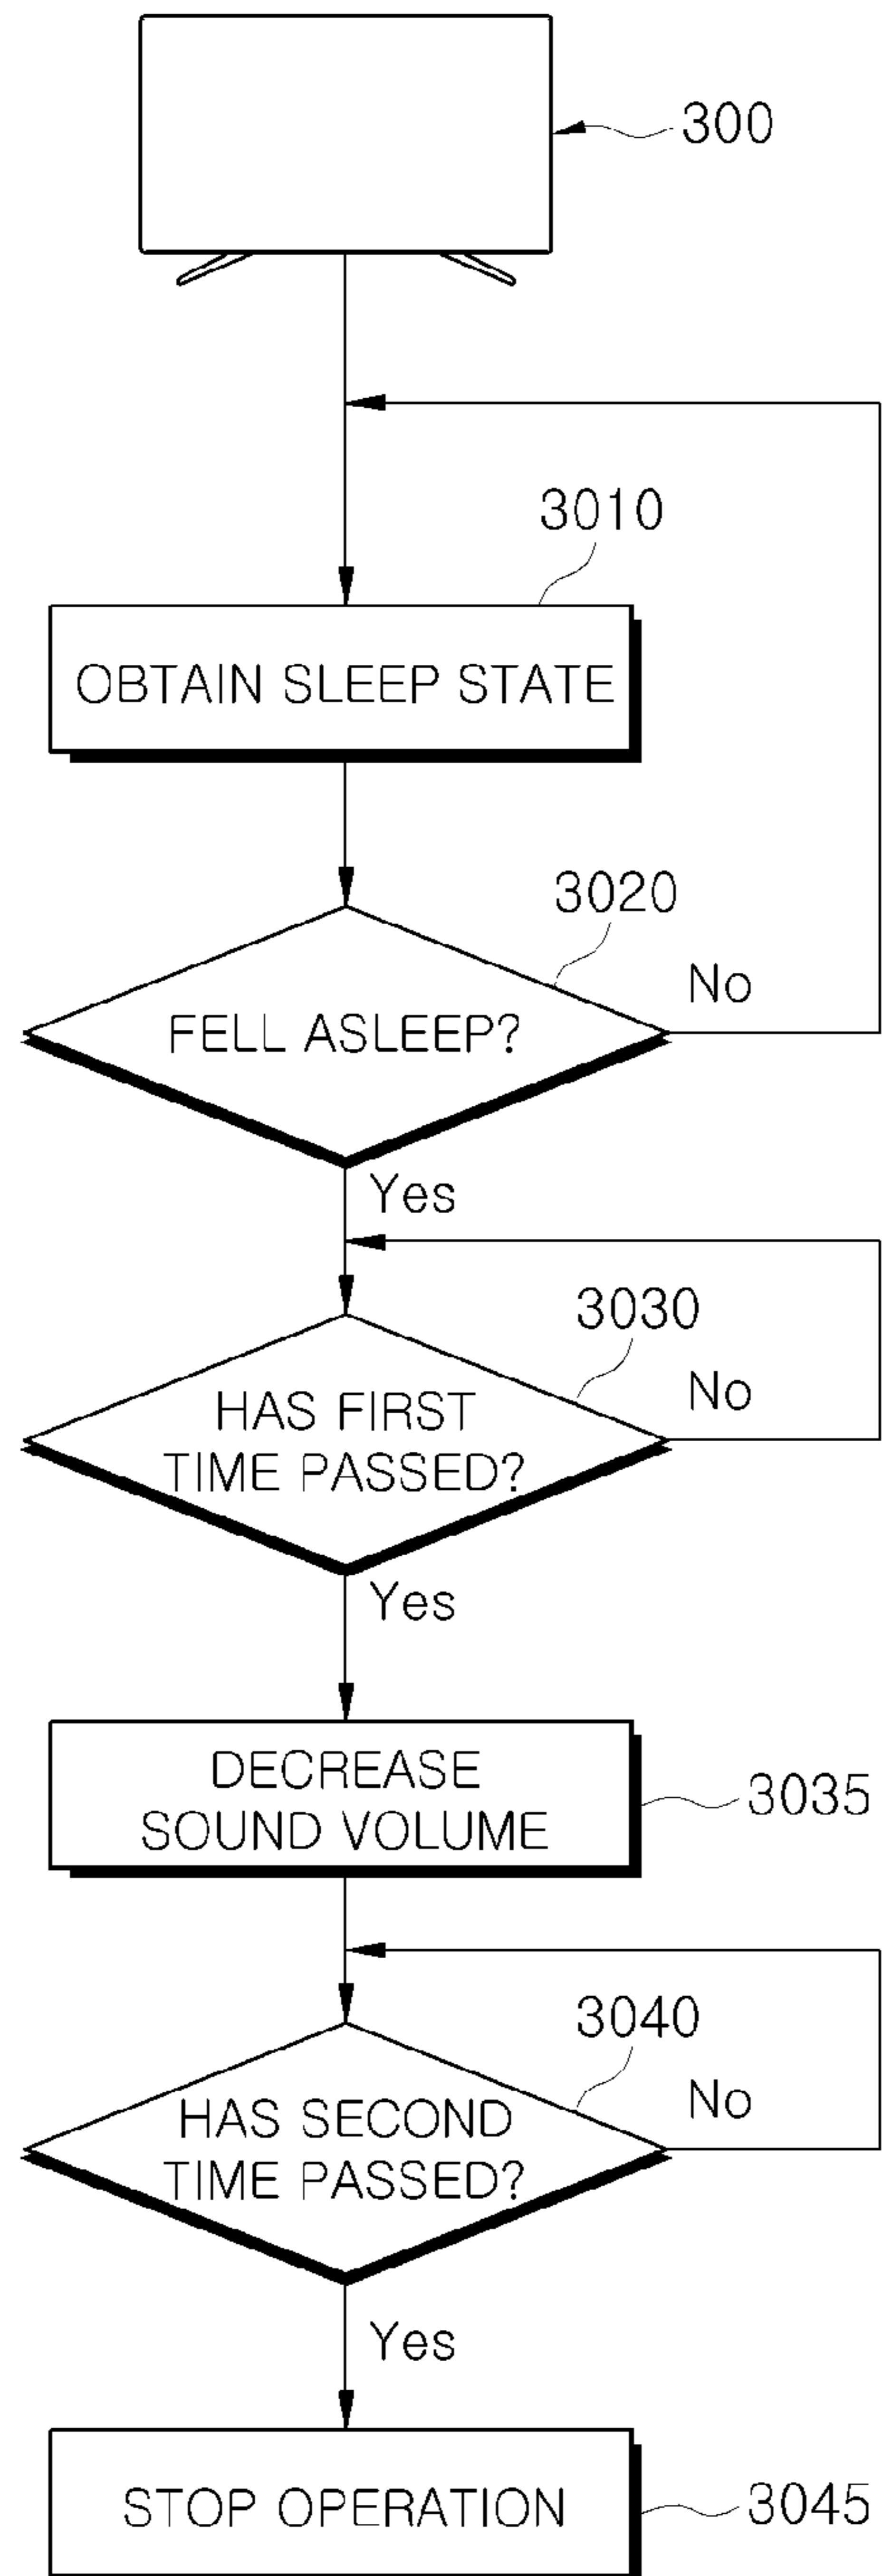 300
3010
OBTAIN SLEEP STATE
3020
No
FELL ASLEEP?
Yes
3030
No
HAS FIRST
TIME PASSED?
Yes
DECREASE
SOUND VOLUME
3035
3040
No
HAS SECOND
TIME PASSED?
Yes
STOP OPERATION
3045